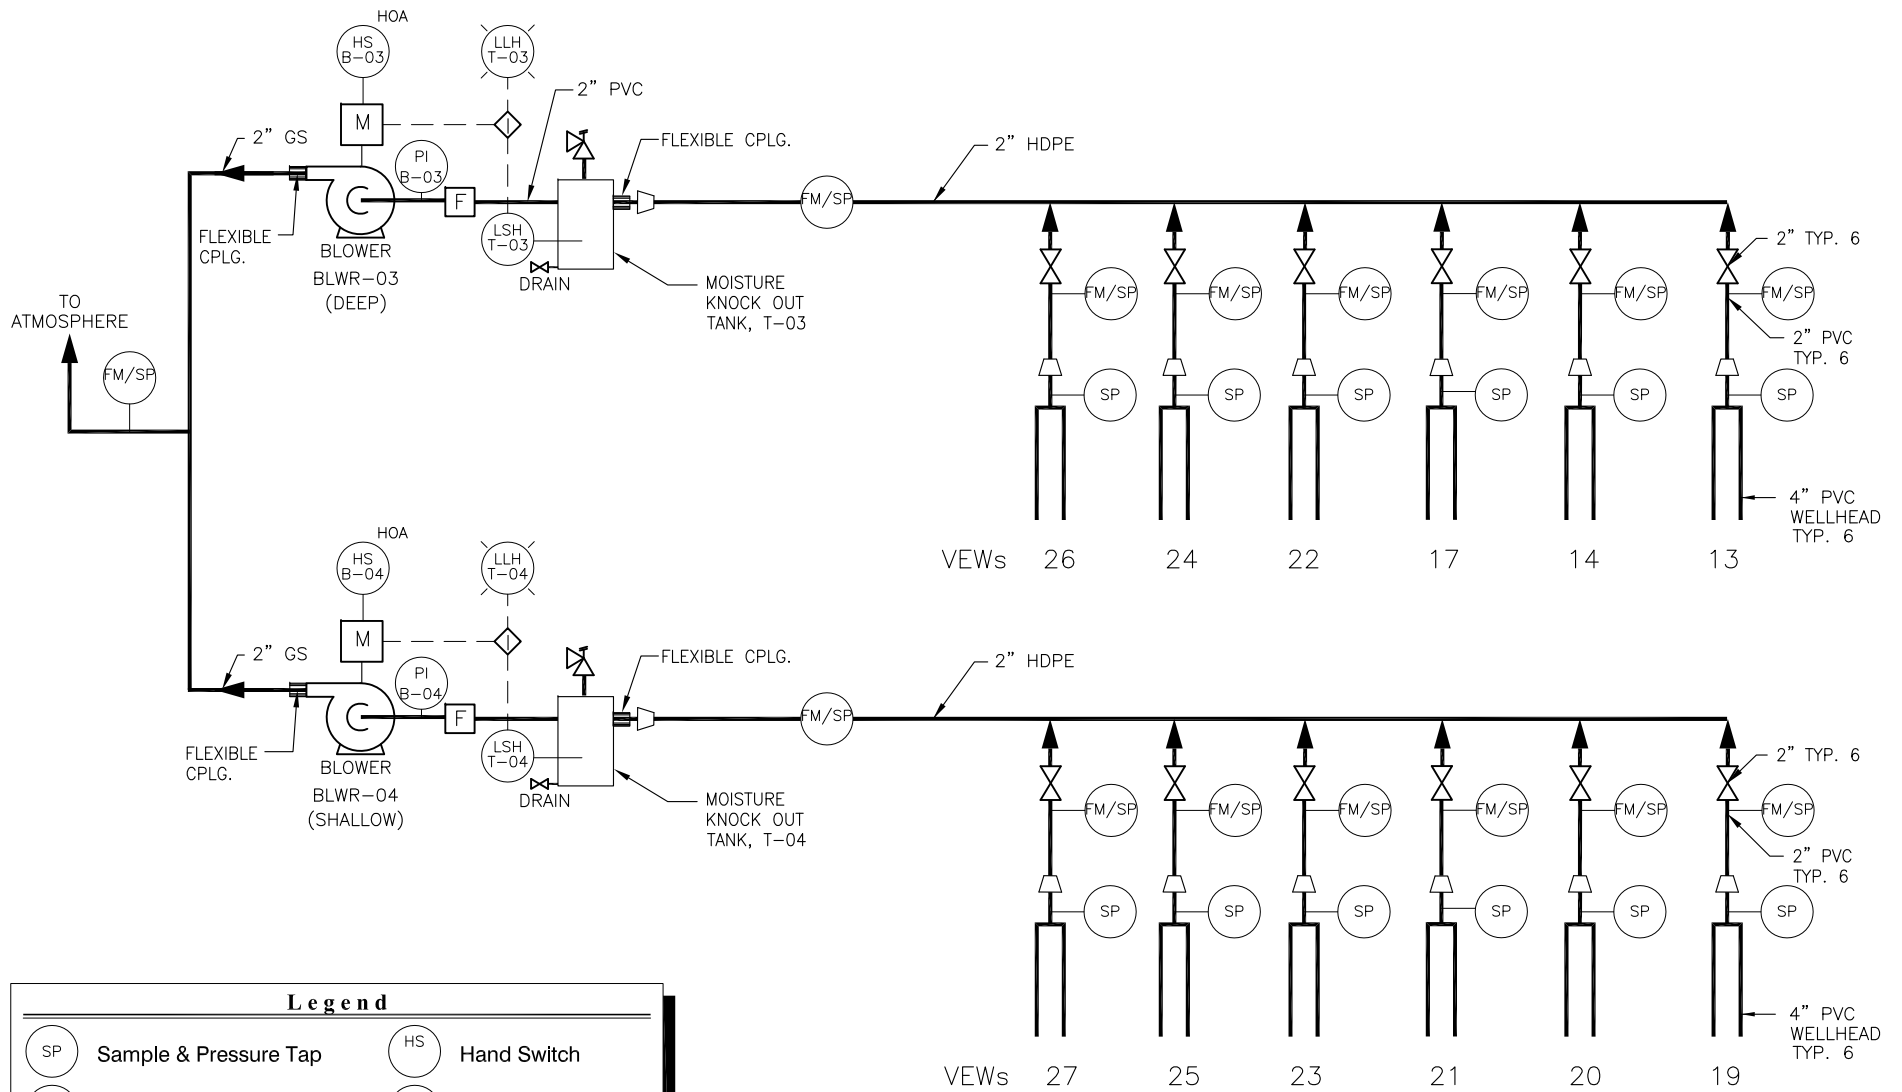 HOA
HS
B-03
LLH
T-03
2” PVC
M
2” GS
PI
B-03
FLEXIBLE CPLG.
2” HDPE
F
FM/SP
FLEXIBLE
CPLG.
BLOWER
BLWR-03
(DEEP)
LSH
T-03
DRAIN
MOISTURE
KNOCK OUT
TANK, T-03
2” TYP. 6
FM/SP
FM/SP
FM/SP
FM/SP
FM/SP
FM/SP
2” PVC
TYP. 6
TO
ATMOSPHERE
FM/SP
SP
SP
SP
SP
SP
SP
4” PVC
WELLHEAD
TYP. 6
VEWs 26 24 22 17 14 13
HOA
HS
B-04
LLH
T-04
M
2” GS
PI
B-04
FLEXIBLE CPLG.
2” HDPE
F
FM/SP
FLEXIBLE
CPLG.
BLOWER
BLWR-04
(SHALLOW)
LSH
T-04
DRAIN
MOISTURE
KNOCK OUT
TANK, T-04
2” TYP. 6
FM/SP
FM/SP
FM/SP
FM/SP
FM/SP
FM/SP
2” PVC
TYP. 6
SP
SP
SP
SP
SP
SP
4” PVC
WELLHEAD
TYP. 6
VEWs 27 25 23 21 20 19
Legend
SP Sample & Pressure Tap
HS Hand Switch